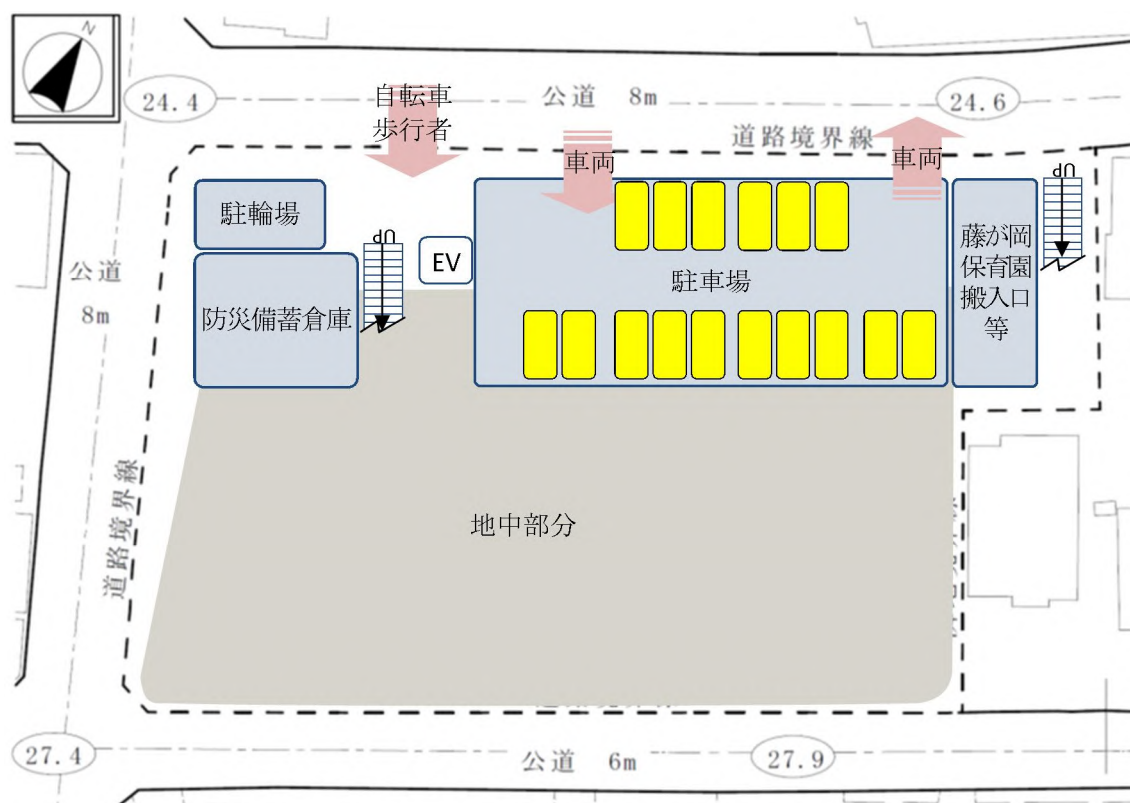 N
24.4
自転車
歩行者
公道 8m
24.6
道路境界線
車両
車両
駐輪場
UP
EV
駐車場
藤が岡
保育園
搬入口
等
UP
公道
8m
防災備蓄倉庫
道路境界線
地中部分
27.4
公道 6m
27.9